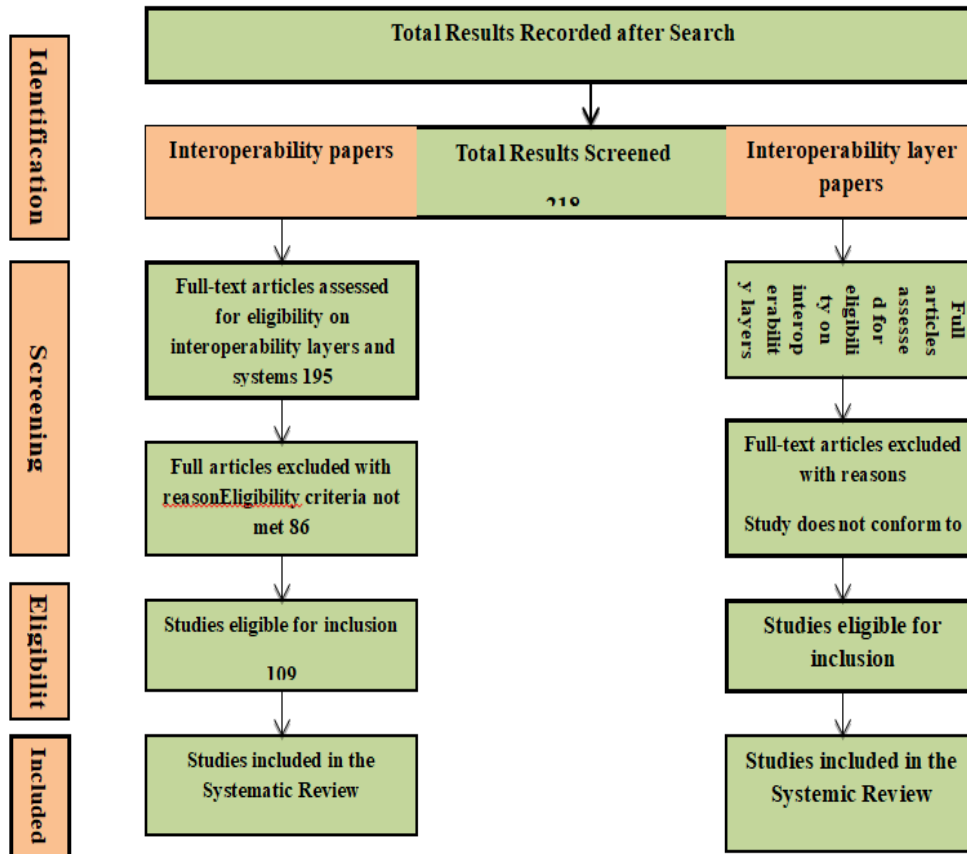 Identification
Total Results Recorded after Search
Interoperability papers
Total Results Screened
218
Interoperability layer
papers
Screening
Full-text articles assessed
for eligibility on
interoperability layers and
systems 195
Full
articles
assesse
d for
eligibili
ty on
interop
erabilit
y layers
Full articles excluded with
reasonEligibility criteria not
met 86
Full-text articles excluded
with reasons
Study does not conform to
Eligibilit
Studies eligible for inclusion
109
Studies eligible for
inclusion
Included
Studies included in the
Systematic Review
Studies included in the
Systemic Review